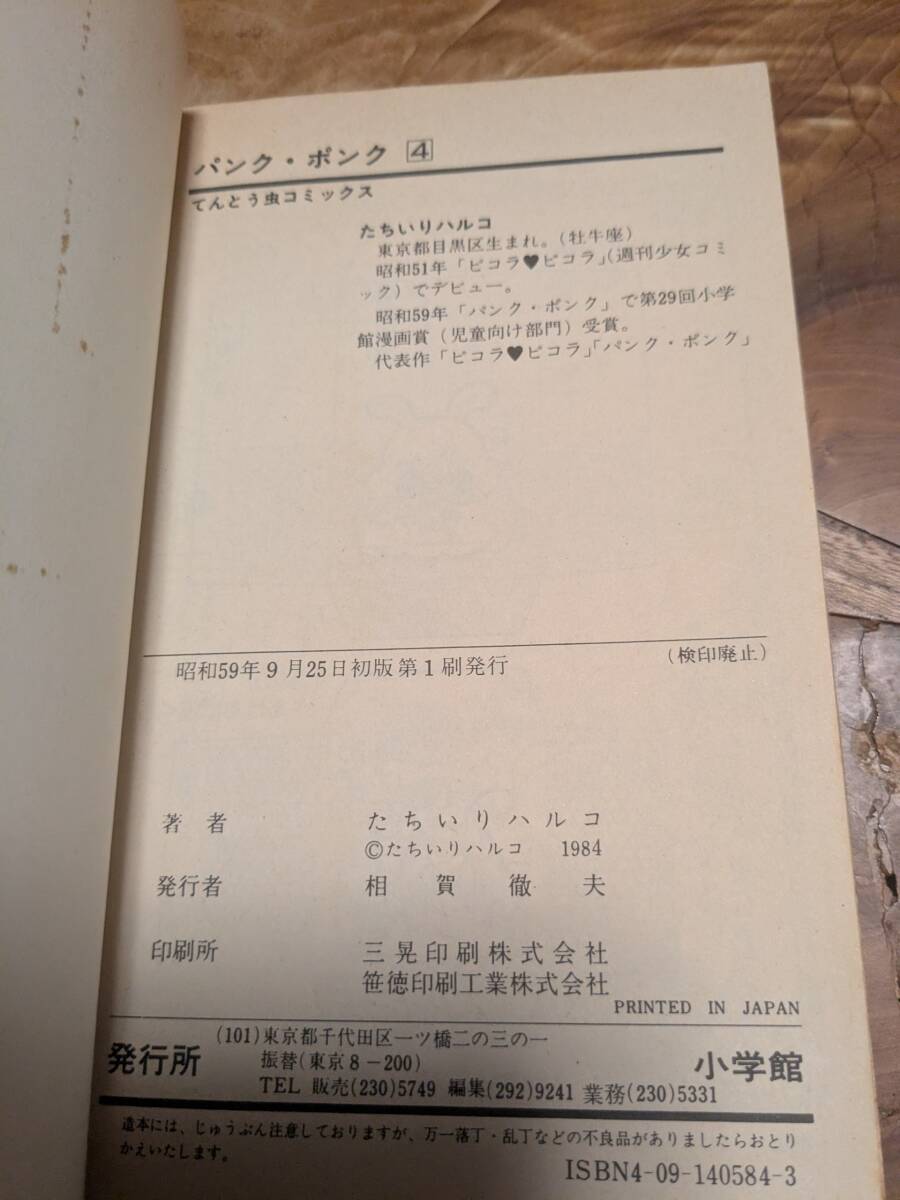 パンク・ポンク 4
てんとう虫コミックス
たちいりハルコ
東京都目黒区生まれ。(牡牛座)
昭和51年「ピコラ♥ピコラ」(週刊少女コミ
ック)でデビュー。
昭和59年「パンク・ポンク」で第29回小学
館漫画賞(児童向け部門)受賞。
代表作「ピコラ♥ピコラ」「パンク・ポンク」
昭和59年9月25日初版第1刷発行
(検印廃止)
著者 たちいりハルコ
©たちいりハルコ 1984
発行者 相賀徹夫
印刷所 三晃印刷株式会社
笹徳印刷工業株式会社
PRINTED IN JAPAN
発行所 (101)東京都千代田区一ツ橋二の三の一
振替(東京8-200)
TEL 販売(230)5749 編集(292)9241 業務(230)5331
小学館
造本には、じゅうぶん注意しておりますが、万一落丁・乱丁などの不良品がありましたらおとり
かえいたします。
ISBN4-09-140584-3